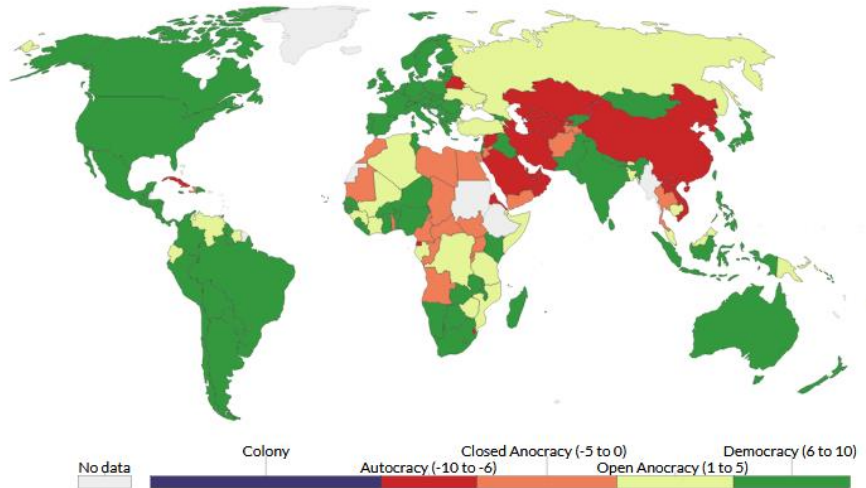 Colony
Closed Anocracy (-5 to 0)
Democracy (6 to 10)
No data
Autocracy (-10 to -6)
Open Anocracy (1 to 5)